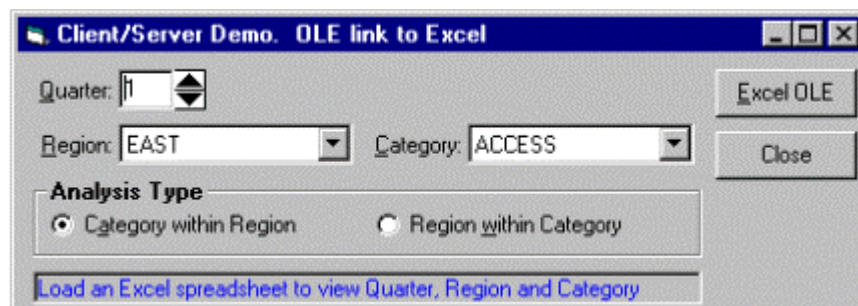 Client/Server Demo. OLE link to Excel
Quarter: 1
Excel OLE
Region: EAST Category: ACCESS
Close
Analysis Type
Category within Region Region within Category
Load an Excel spreadsheet to view Quarter, Region and Category